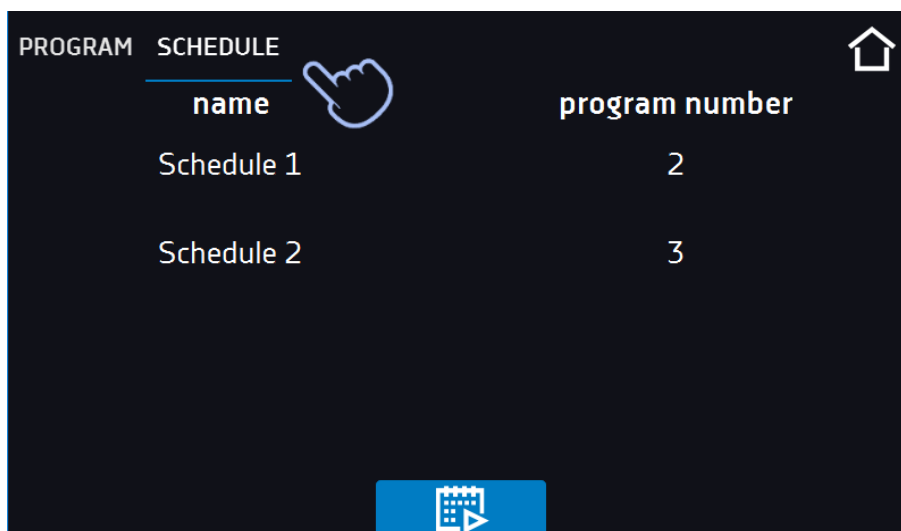 PROGRAM SCHEDULE
name program number
Schedule 1 2
Schedule 2 3